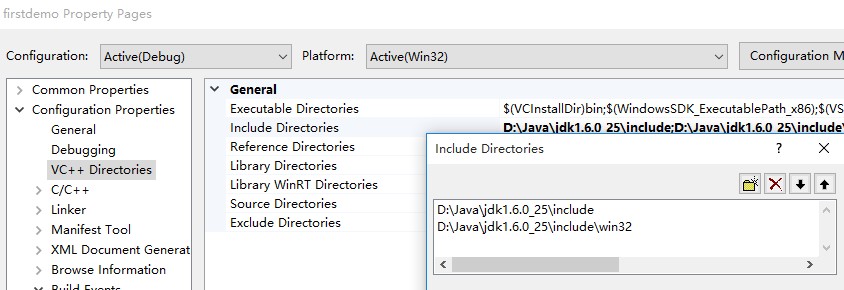 firstdemo Property Pages
Configuration: Active(Debug) Platform: Active(Win32) Configuration M
Common Properties
Configuration Properties
General
Debugging
VC++ Directories
C/C++
Linker
Manifest Tool
XML Document Generat
Browse Information
Build Events
General
Executable Directories $(VCInstallDir)bin;$(WindowsSDK_ExecutablePath_x86);$(VS
Include Directories D:\Java\jdk1.6.0_25\include;D:\Java\jdk1.6.0_25\include\
Reference Directories
Library Directories
Library WinRT Directories
Source Directories
Exclude Directories
Include Directories ?
D:\Java\jdk1.6.0_25\include
D:\Java\jdk1.6.0_25\include\win32